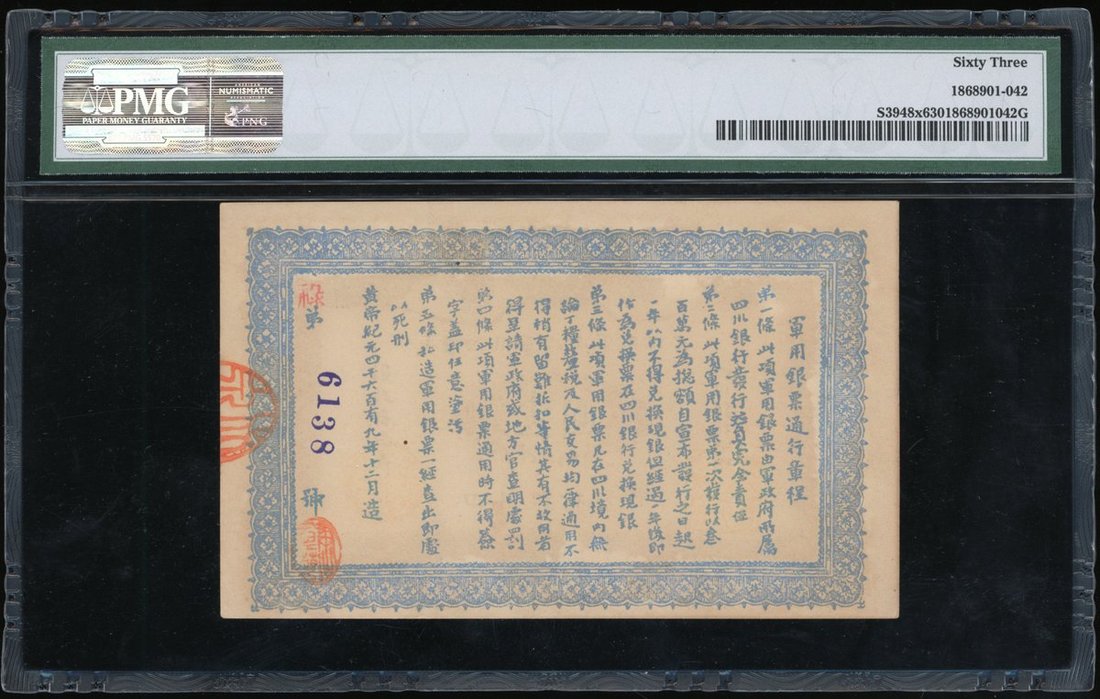 PMG
PAPER MONEY GUARANTY
NUMISMATIC
PNG
Sixty Three
1868901-042
S3948x6301868901042G
軍用銀票通行章程
第一條 此項軍用銀票由軍政府所屬
四川銀行發行擔負完全責任
第二條 此項軍用銀票第一次發行以叁
百萬元為總額自宣布發行之日起
一年以內不得兌換現銀但經過一年後即
作為兌換票在四川銀行兌換現銀
第三條 此項軍用銀票凡在四川境內無
論丁糧釐稅及人民交易均一律通用不
得稍有留難折扣等情其有不收用者
得呈請軍政府或地方官查明處罰
第四條 此項軍用銀票通用時不得簽
字蓋印任意塗污
第五條 私造軍用銀票一經查出即處
以死刑
黃帝紀元四千六百有九年十二月造
第 6138 號